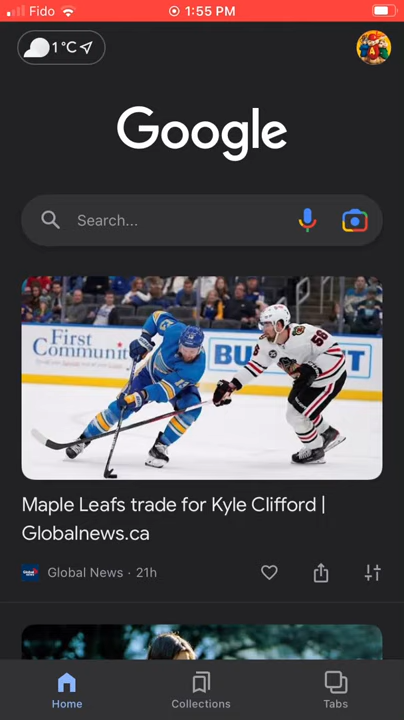 Fido 1:55 PM
1°C
Google
Search...
First
Communit
BU
Maple Leafs trade for Kyle Clifford |
Globalnews.ca
Global News · 21h
Home Collections Tabs